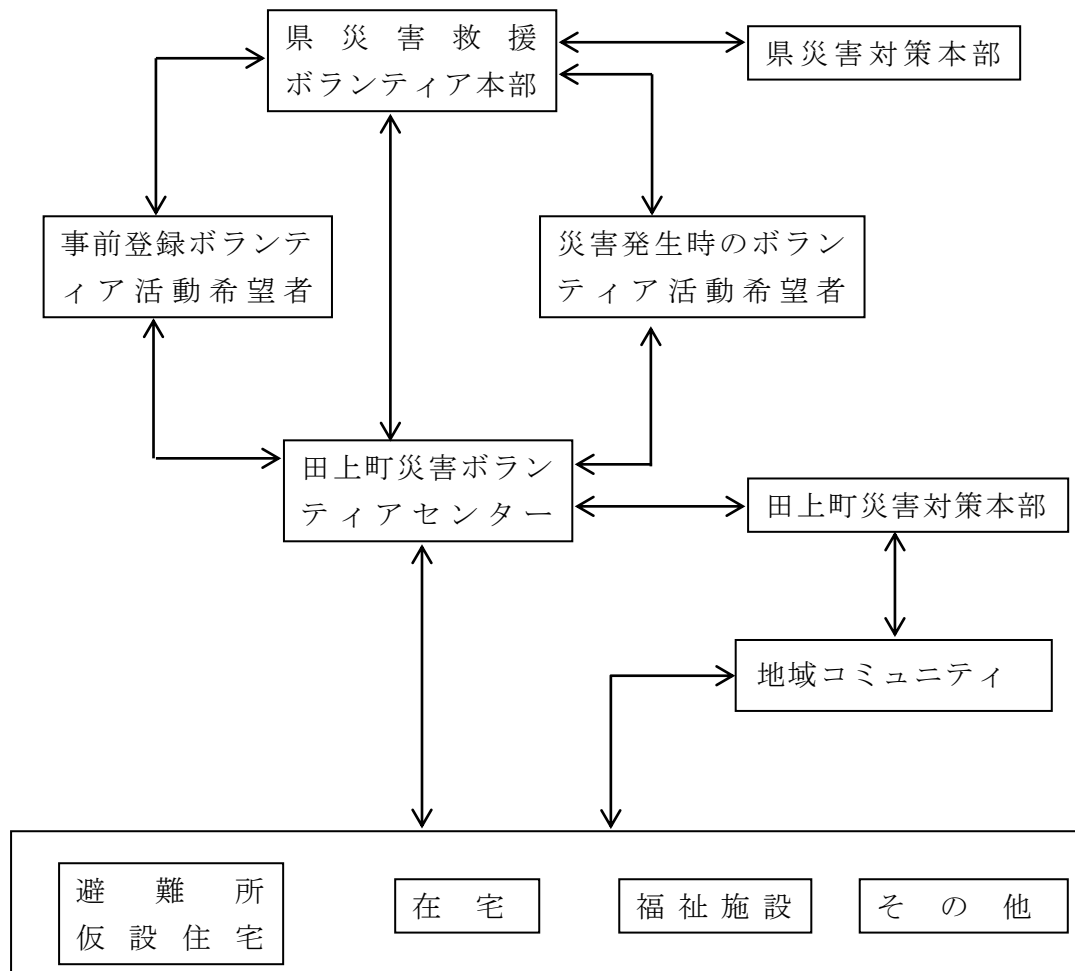 県災害救援
ボランティア本部
県災害対策本部
事前登録ボランテ
ィア活動希望者
災害発生時のボラン
ティア活動希望者
田上町災害ボラン
ティアセンター
田上町災害対策本部
地域コミュニティ
避難所
仮設住宅
在宅
福祉施設
その他